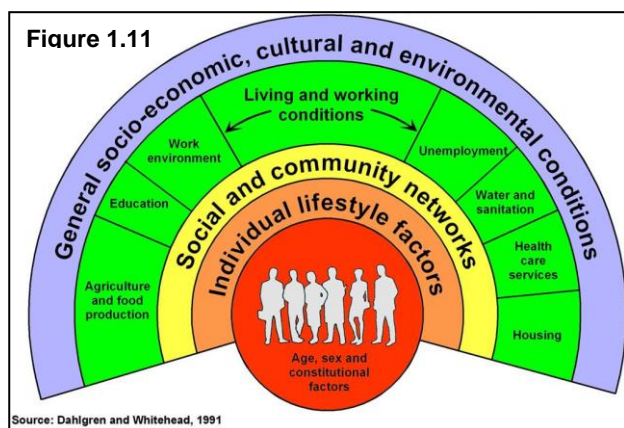 Figure 1.11
General socio-economic, cultural and environmental conditions
Living and working
conditions
Work
environment
Unemployment
Education
Water and
sanitation
Agriculture
and food
production
Health
care
services
Housing
Social and community networks
Individual lifestyle factors
Age, sex and
constitutional
factors
Source: Dahlgren and Whitehead, 1991